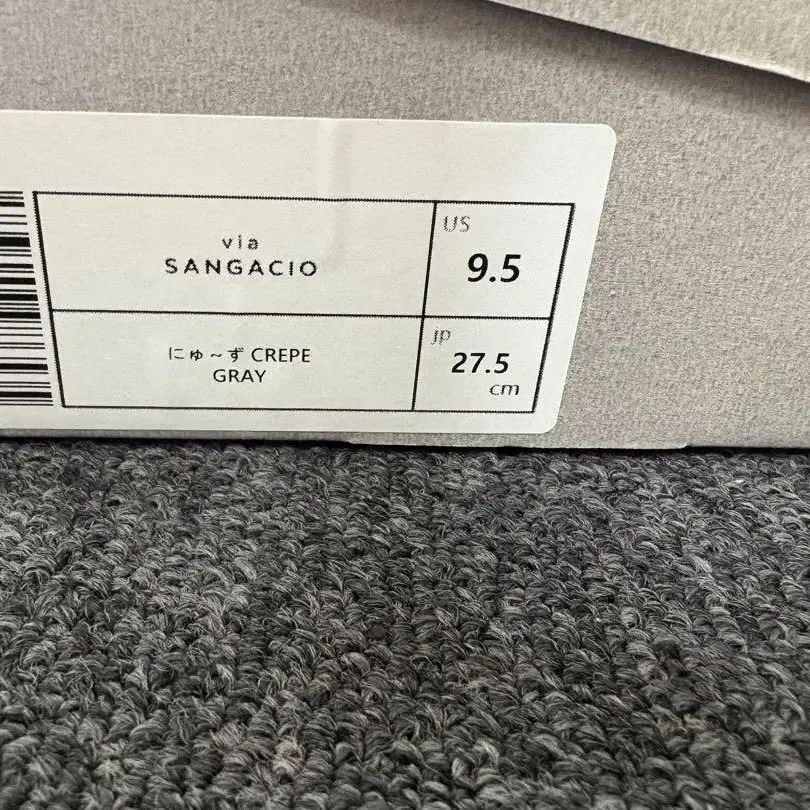 via
SANGACIO
US
9.5
にゅ～ず CREPE
GRAY
JP
27.5
cm